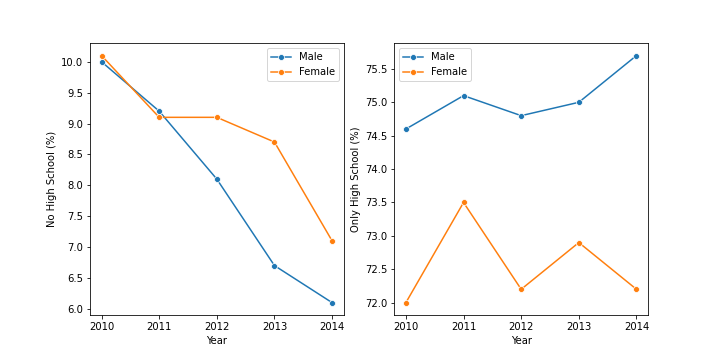 No High School (%)
10.0
9.5
9.0
8.5
8.0
7.5
7.0
6.5
6.0
Male
Female
2010 2011 2012 2013 2014
Year
Only High School (%)
75.5
75.0
74.5
74.0
73.5
73.0
72.5
72.0
Male
Female
2010 2011 2012 2013 2014
Year